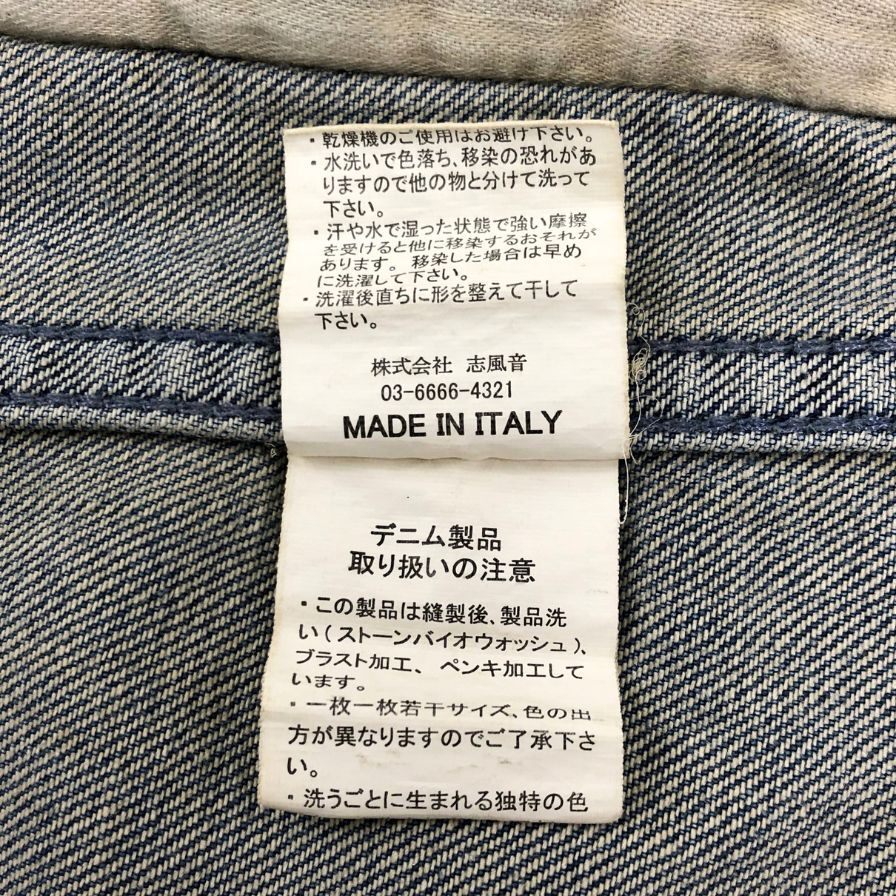 ・乾燥機のご使用はお避け下さい。
・水洗いで色落ち、移染の恐れがあ
りますので他の物と分けて洗って
下さい。
・汗や水で湿った状態で強い摩擦
を受けると他に移染するおそれが
あります。移染した場合は早め
に洗濯して下さい。
・洗濯後直ちに形を整えて干して
下さい。
株式会社 志風音
03-6666-4321
MADE IN ITALY
デニム製品
取り扱いの注意
・この製品は縫製後、製品洗
い(ストーンバイオウォッシュ)、
ブラスト加工、ペンキ加工して
います。
・一枚一枚若干サイズ、色の出
方が異なりますのでご了承下さ
い。
・洗うごとに生まれる独特の色